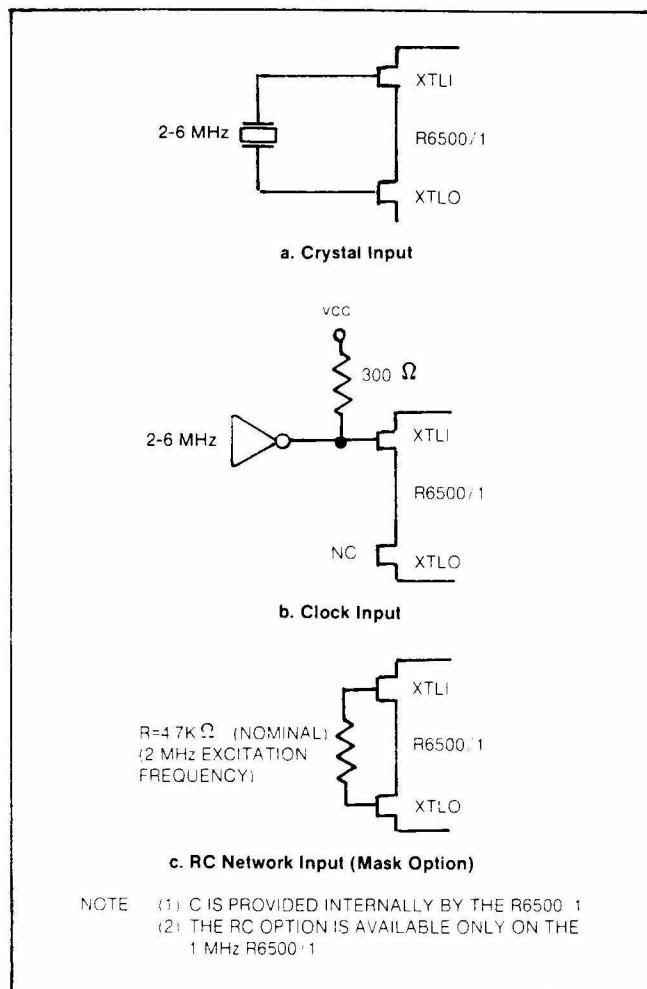 XTLI
2-6 MHz
R6500/1
XTLO
a. Crystal Input
VCC
300 Ω
2-6 MHz
XTLI
R6500/1
NC
XTLO
b. Clock Input
XTLI
R=4.7K Ω (NOMINAL)
(2 MHz EXCITATION
FREQUENCY)
R6500/1
XTLO
c. RC Network Input (Mask Option)
NOTE (1) C IS PROVIDED INTERNALLY BY THE R6500/1
(2) THE RC OPTION IS AVAILABLE ONLY ON THE
1 MHz R6500/1